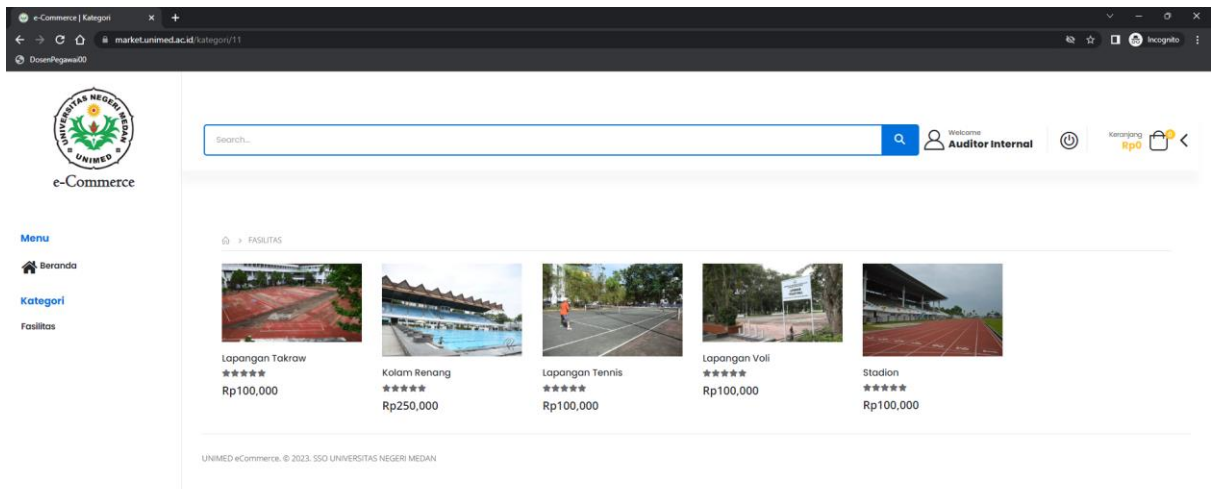 e-Commerce | Kategori
market.unimed.ac.id/kategori/11
Incognito
DosenPegawai00
UNIVERSITAS NEGERI MEDAN
UNIMED
e-Commerce
Search...
Welcome
Auditor Internal
Keranjang
Rp0
0
Menu
Beranda
Kategori
Fasilitas
> FASILITAS
Lapangan Takraw
Rp100,000
Kolam Renang
Rp250,000
Lapangan Tennis
Rp100,000
Lapangan Voli
Rp100,000
Stadion
Rp100,000
UNIMED eCommerce. © 2023. SSO UNIVERSITAS NEGERI MEDAN